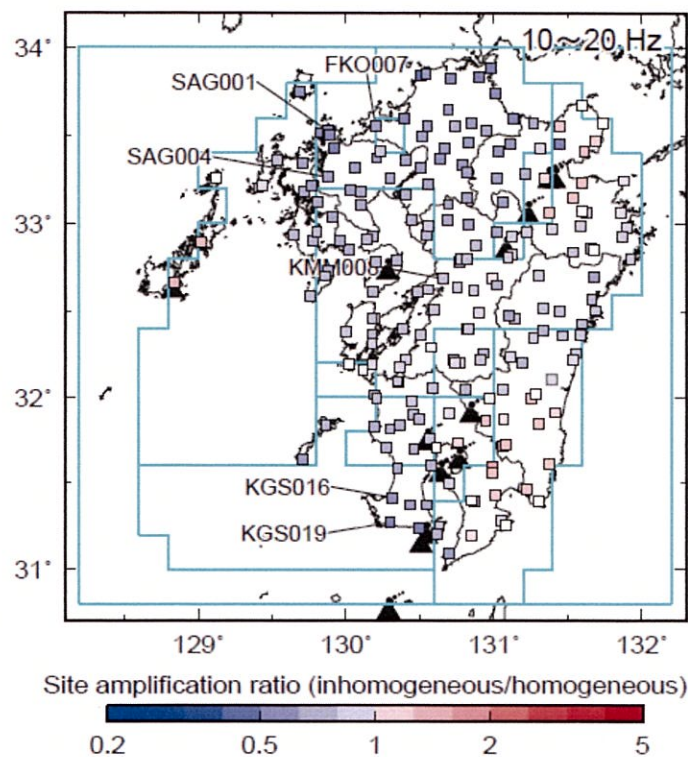 34°
33°
32°
31°
10~20 Hz
FKO007
SAG001
SAG004
KMM005
KGS016
KGS019
129°
130°
131°
132°
Site amplification ratio (inhomogeneous/homogeneous)
0.2 0.5 1 2 5